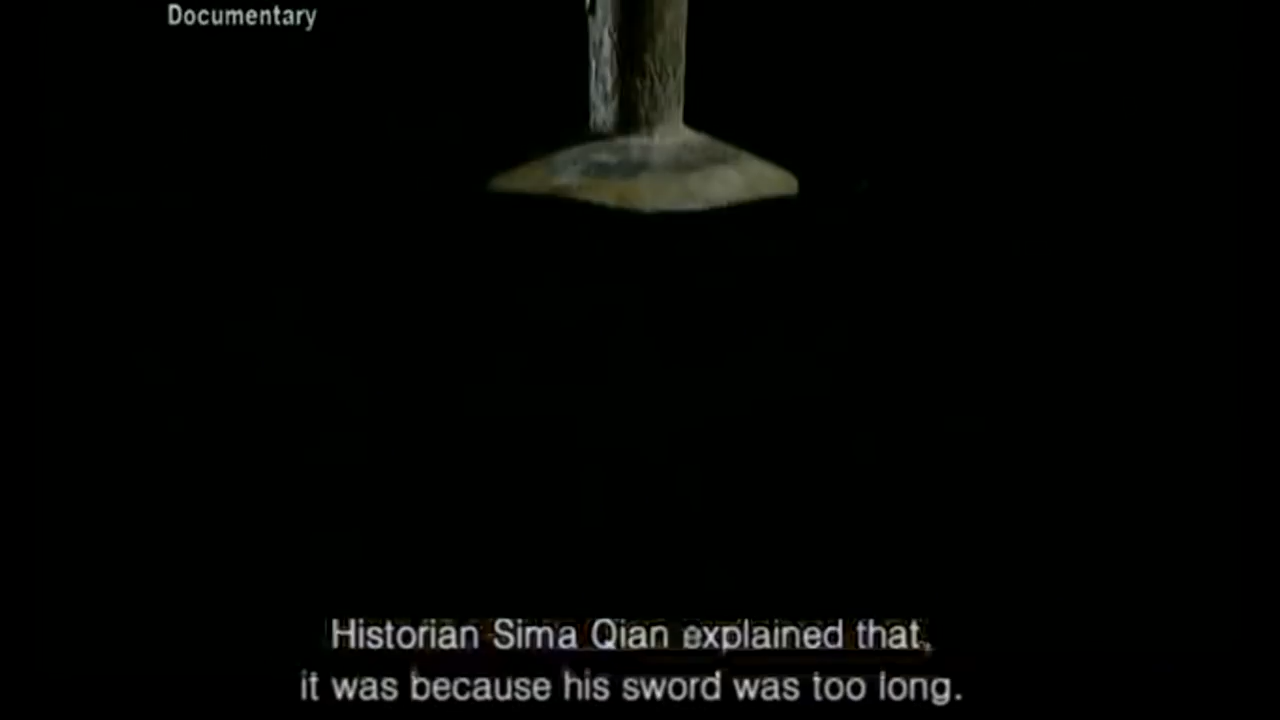 Documentary
Historian Sima Qian explained that,
it was because his sword was too long.